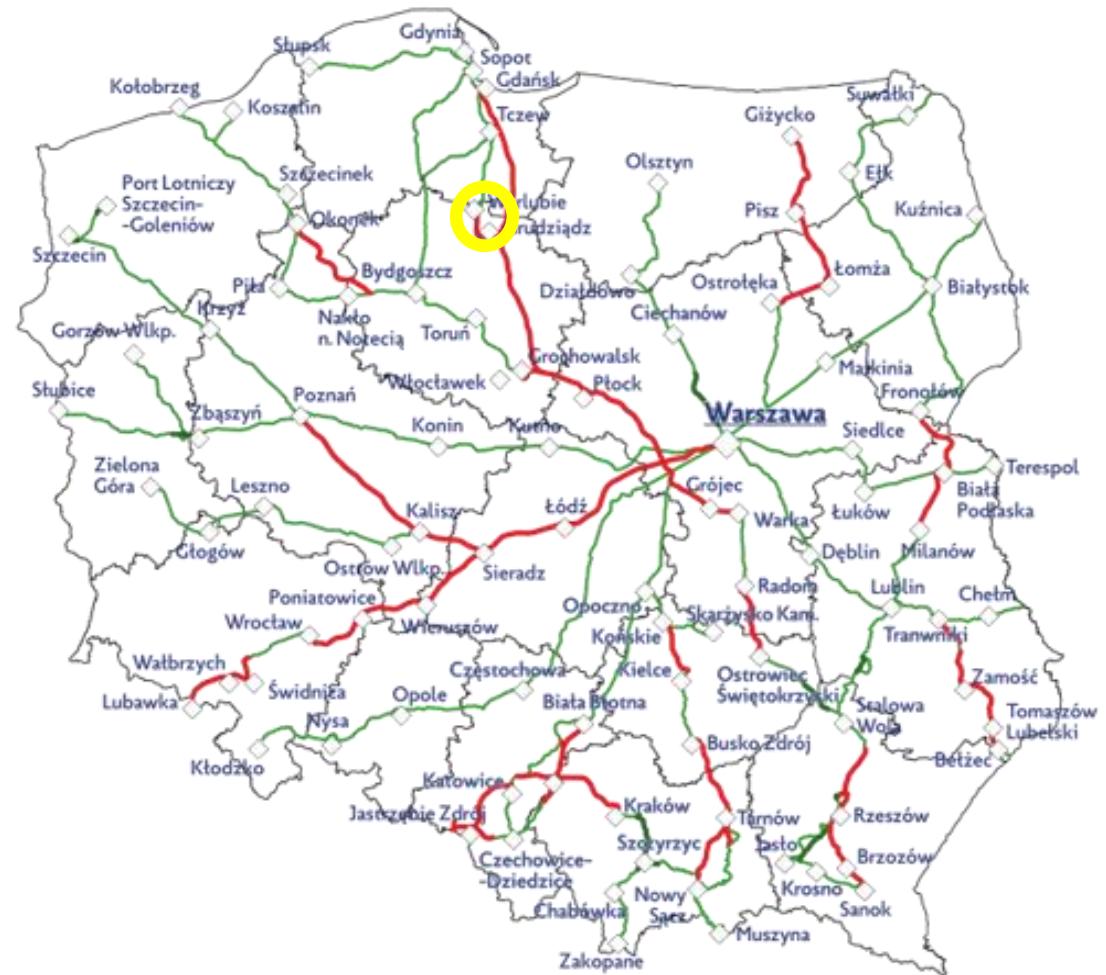 Gdynia
Słupsk
Sopot
Gdańsk
Kołobrzeg
Koszalin
Tczew
Suwałki
Giżycko
Olsztyn
Ełk
Port Lotniczy
Szczecin-
-Goleniów
Szczecinek
Warlubie
Pisz
Kuźnica
Okonek
Grudziądz
Szczecin
Bydgoszcz
Łomża
Piła
Ostrołęka
Białystok
Działdowo
Krzyż
Nakło
n. Notecią
Ciechanów
Gorzów Wlkp.
Toruń
Grochowalsk
Małkinia
Słubice
Włocławek
Płock
Fronołów
Poznań
Zbąszyń
Warszawa
Konin
Kutno
Siedlce
Zielona
Góra
Terespol
Leszno
Grójec
Biała
Podlaska
Kalisz
Łódź
Warka
Łuków
Głogów
Milanów
Ostrów Wlkp.
Sieradz
Dęblin
Radom
Lublin
Chełm
Poniatowice
Opoczno
Skarżysko Kam.
Wrocław
Wieruszów
Końskie
Wałbrzych
Częstochowa
Kielce
Ostrowiec
Świętokrzyski
Zamość
Świdnica
Lubawka
Opole
Biała Błotna
Stalowa
Wola
Tomaszów
Lubelski
Nysa
Busko Zdrój
Bełżec
Kłodzko
Katowice
Jastrzębie Zdrój
Kraków
Tarnów
Rzeszów
Szczyrzyc
Jasło
Czechowice-
-Dziedzice
Brzozów
Krosno
Chabówka
Nowy
Sącz
Sanok
Muszyna
Zakopane